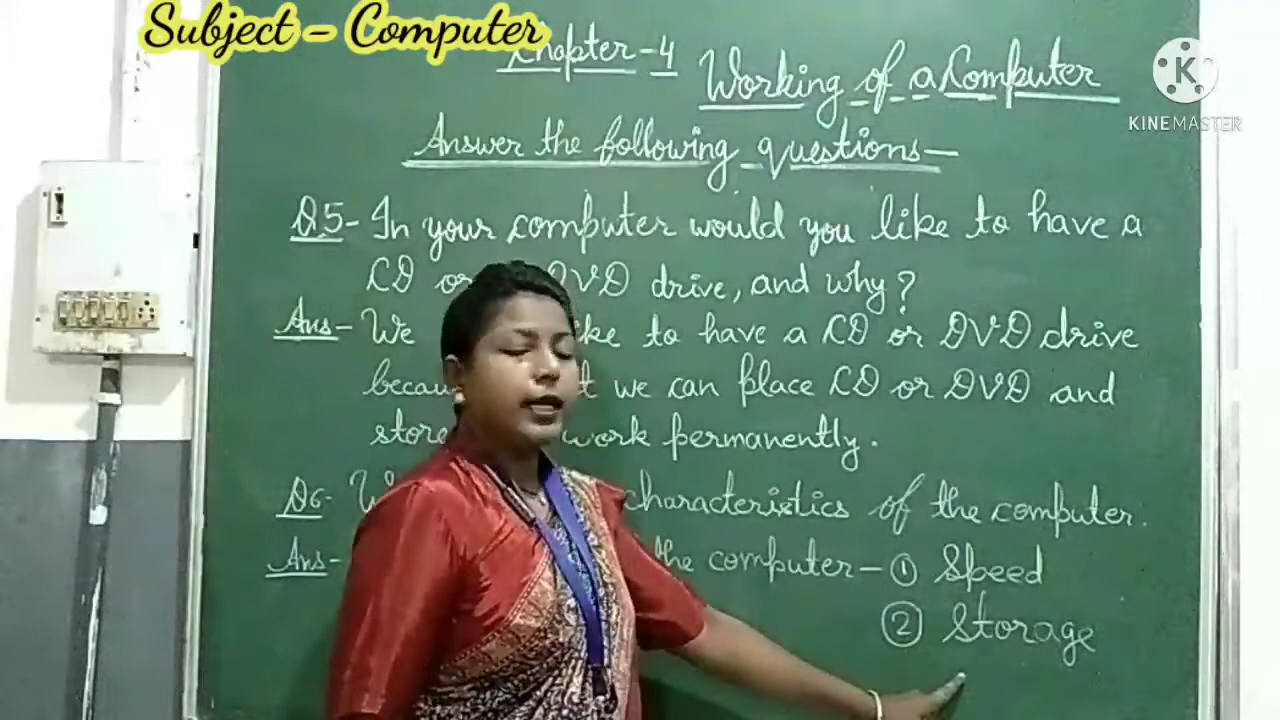 Subject – Computer
Chapter-4 Working of a Computer
KINEMASTER
Answer the following questions—
Q.5- In your computer would you like to have a
CD or DVD drive, and why?
Ans- We like to have a CD or DVD drive
we can place CD or DVD and
store work permanently.
Q6- characteristics of the computer.
Ans- the computer— ① Speed
② Storage